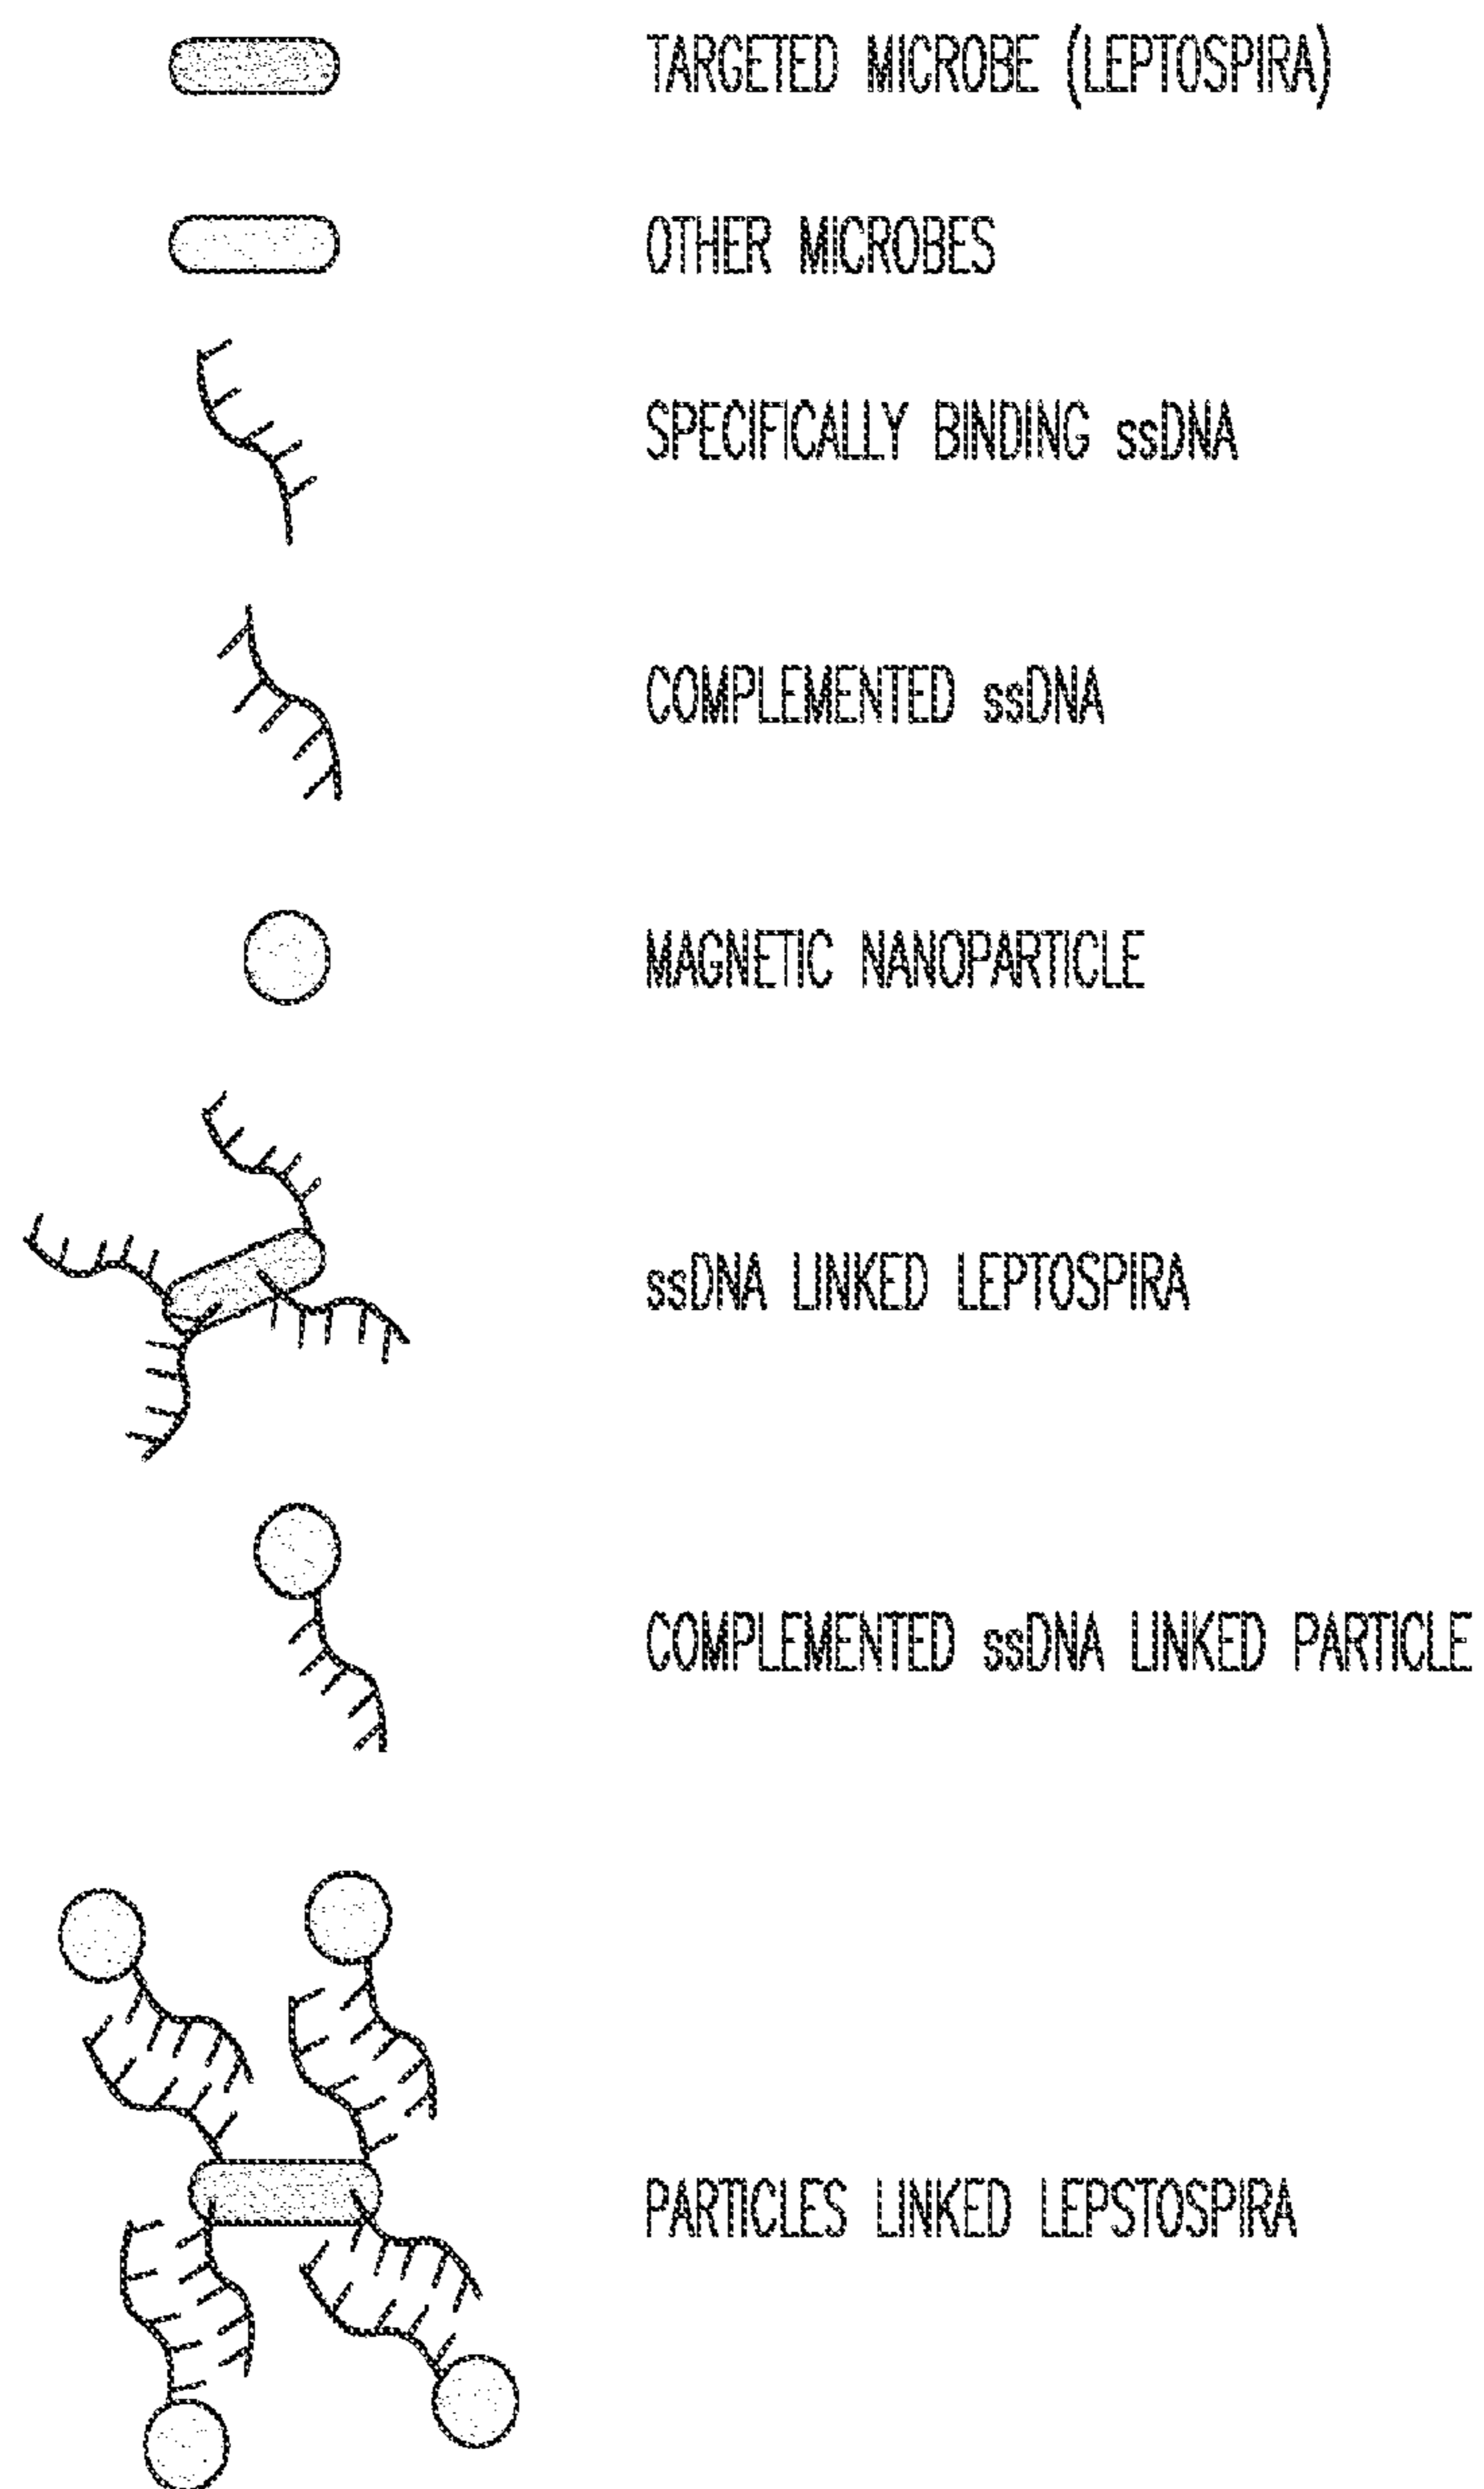 TARGETED MICROBE (LEPTOSPIRA)
OTHER MICROBES
SPECIFICALLY BINDING ssDNA
COMPLEMENTED ssDNA
MAGNETIC NANOPARTICLE
ssDNA LINKED LEPTOSPIRA
COMPLEMENTED ssDNA LINKED PARTICLE
PARTICLES LINKED LEPSTOSPIRA